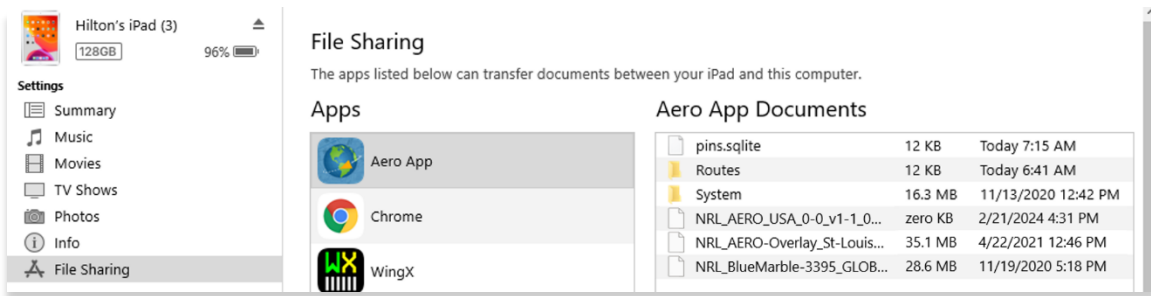 Hilton's iPad (3)
128GB
96%
Settings
Summary
Music
Movies
TV Shows
Photos
Info
File Sharing
File Sharing
The apps listed below can transfer documents between your iPad and this computer.
Apps
Aero App
Chrome
WX
WingX
Aero App Documents
pins.sqlite 12 KB Today 7:15 AM
Routes 12 KB Today 6:41 AM
System 16.3 MB 11/13/2020 12:42 PM
NRL_AERO_USA_0-0_v1-1_0... zero KB 2/21/2024 4:31 PM
NRL_AERO-Overlay_St-Louis... 35.1 MB 4/22/2021 12:46 PM
NRL_BlueMarble-3395_GLOB... 28.6 MB 11/19/2020 5:18 PM